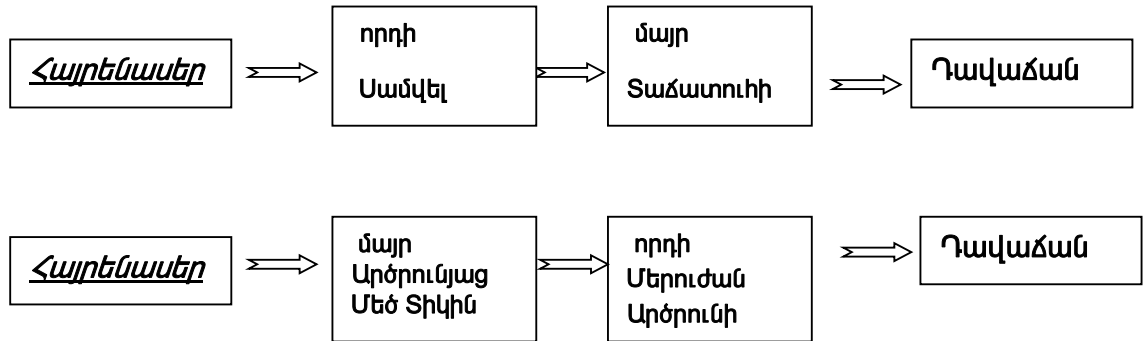 Հայրենասեր
որդի
Սամվել
մայր
Տաճատուհի
Դավաճան
Հայրենասեր
մայր
Արծրունյաց
Մեծ Տիկին
որդի
Մերուժան
Արծրունի
Դավաճան